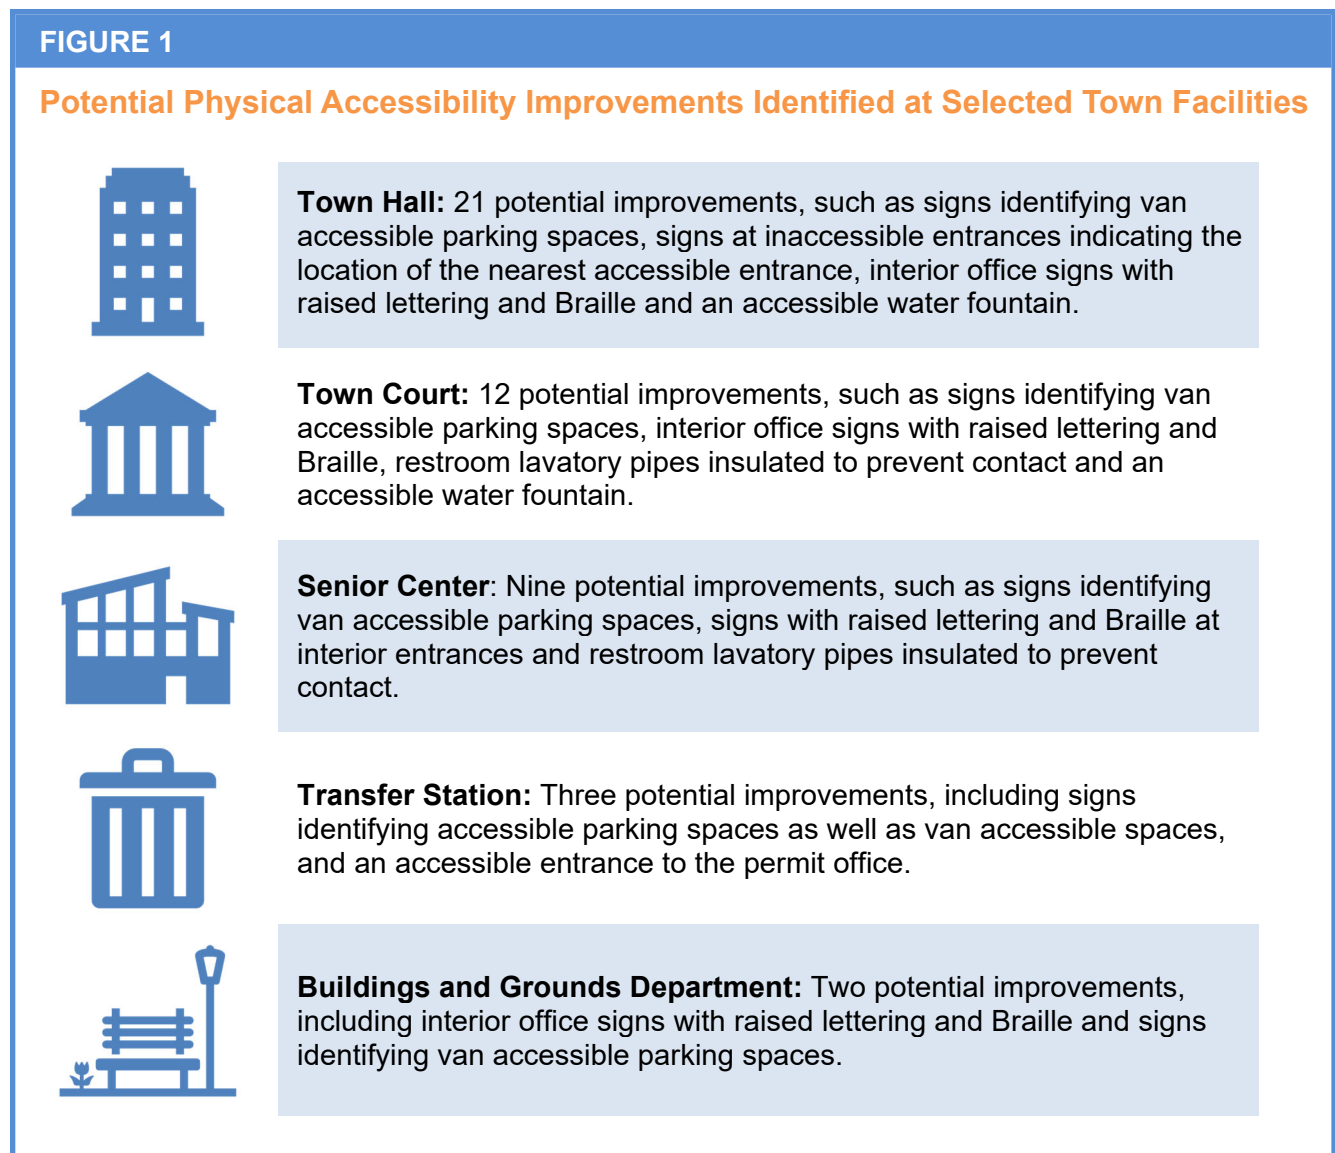 FIGURE 1
Potential Physical Accessibility Improvements Identified at Selected Town Facilities
Town Hall: 21 potential improvements, such as signs identifying van
accessible parking spaces, signs at inaccessible entrances indicating the
location of the nearest accessible entrance, interior office signs with
raised lettering and Braille and an accessible water fountain.
Town Court: 12 potential improvements, such as signs identifying van
accessible parking spaces, interior office signs with raised lettering and
Braille, restroom lavatory pipes insulated to prevent contact and an
accessible water fountain.
Senior Center: Nine potential improvements, such as signs identifying
van accessible parking spaces, signs with raised lettering and Braille at
interior entrances and restroom lavatory pipes insulated to prevent
contact.
Transfer Station: Three potential improvements, including signs
identifying accessible parking spaces as well as van accessible spaces,
and an accessible entrance to the permit office.
Buildings and Grounds Department: Two potential improvements,
including interior office signs with raised lettering and Braille and signs
identifying van accessible parking spaces.